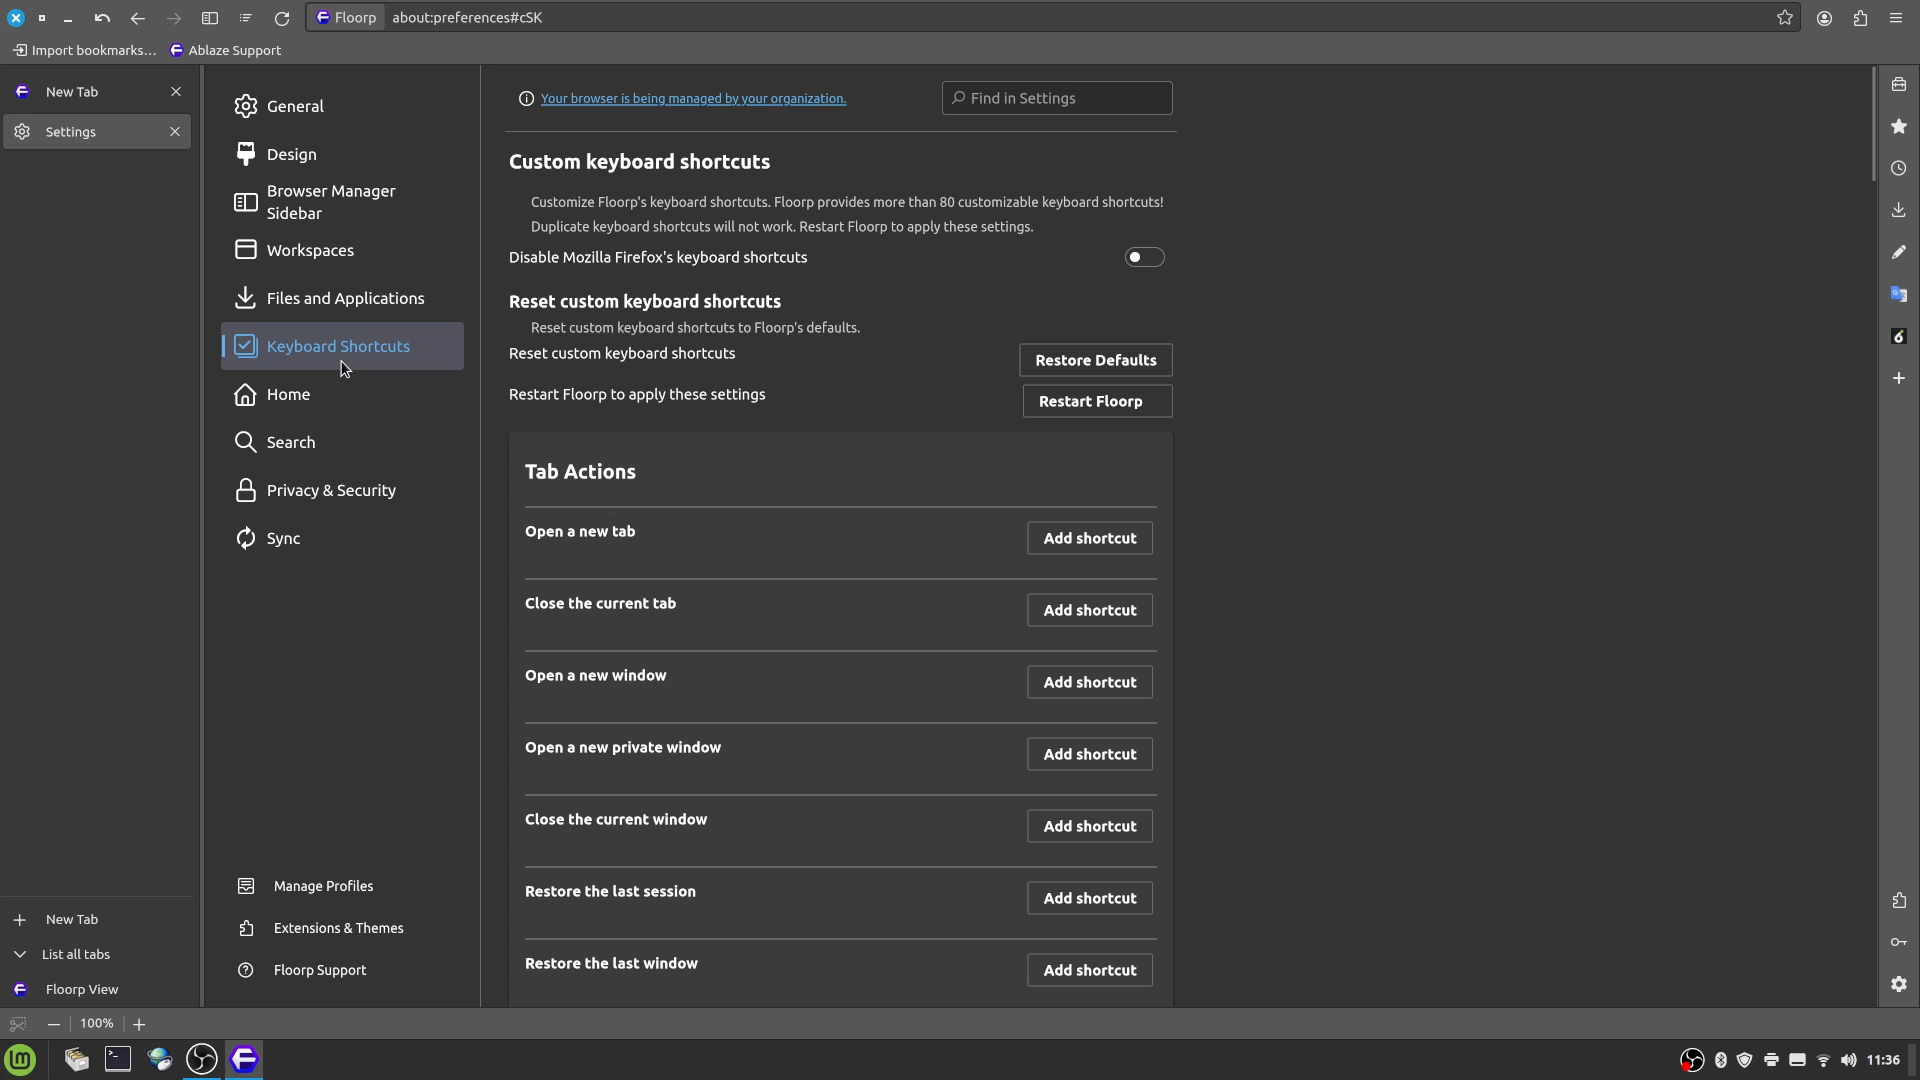 Floorp
about:preferences#cSK
Import bookmarks...
Ablaze Support
New Tab
Settings
New Tab
List all tabs
Floorp View
General
Design
Browser Manager
Sidebar
Workspaces
Files and Applications
Keyboard Shortcuts
Home
Search
Privacy & Security
Sync
Manage Profiles
Extensions & Themes
Floorp Support
Your browser is being managed by your organization.
Find in Settings
Custom keyboard shortcuts
Customize Floorp's keyboard shortcuts. Floorp provides more than 80 customizable keyboard shortcuts!
Duplicate keyboard shortcuts will not work. Restart Floorp to apply these settings.
Disable Mozilla Firefox's keyboard shortcuts
Reset custom keyboard shortcuts
Reset custom keyboard shortcuts to Floorp's defaults.
Reset custom keyboard shortcuts
Restore Defaults
Restart Floorp to apply these settings
Restart Floorp
Tab Actions
Open a new tab
Add shortcut
Close the current tab
Add shortcut
Open a new window
Add shortcut
Open a new private window
Add shortcut
Close the current window
Add shortcut
Restore the last session
Add shortcut
Restore the last window
Add shortcut
100%
11:36